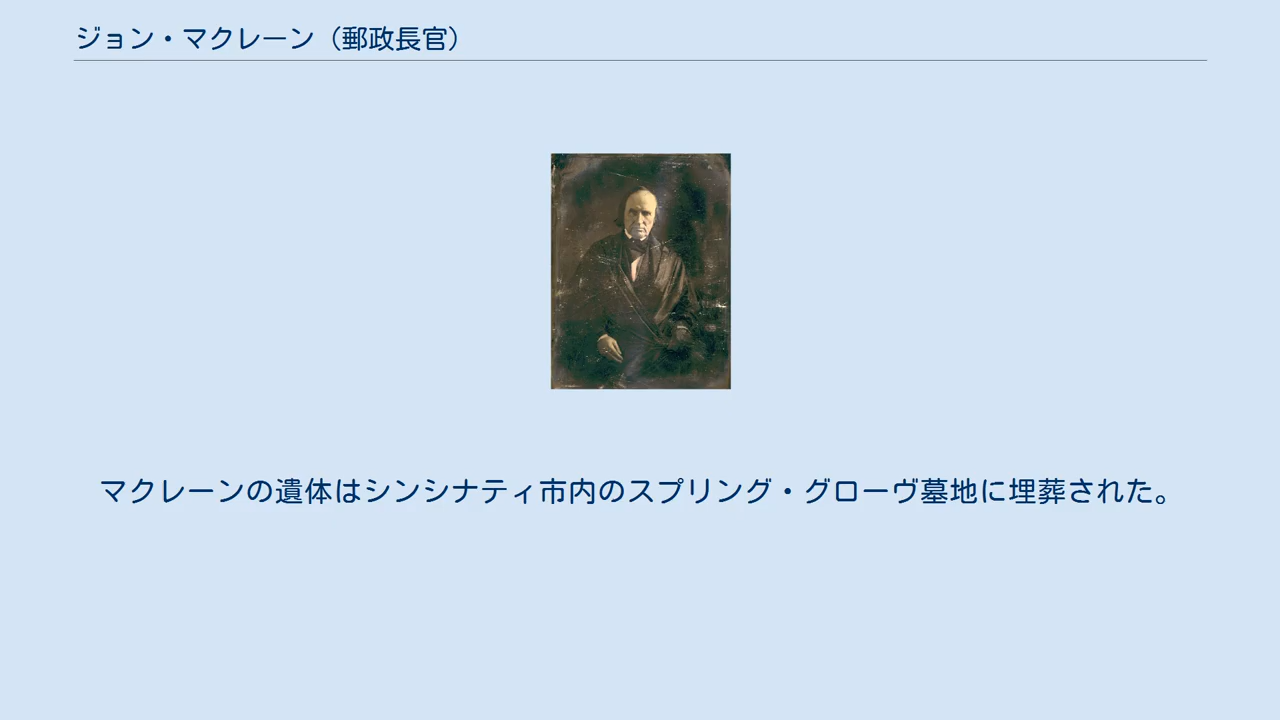 ジョン・マクレーン（郵政長官）
マクレーンの遺体はシンシナティ市内のスプリング・グローヴ墓地に埋葬された。